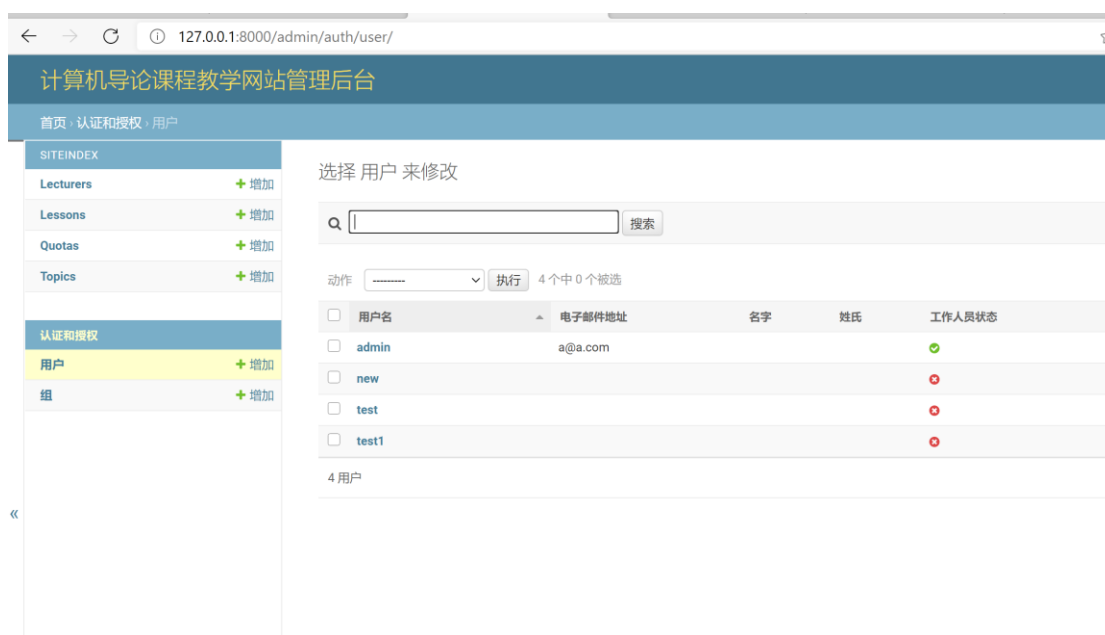 127.0.0.1:8000/admin/auth/user/
计算机导论课程教学网站管理后台
首页 › 认证和授权 › 用户
SITEINDEX
Lecturers + 增加
Lessons + 增加
Quotas + 增加
Topics + 增加
认证和授权
用户 + 增加
组 + 增加
«
选择 用户 来修改
搜索
动作 --------- 执行 4 个中 0 个被选
用户名 电子邮件地址 名字 姓氏 工作人员状态
admin a@a.com
new
test
test1
4 用户